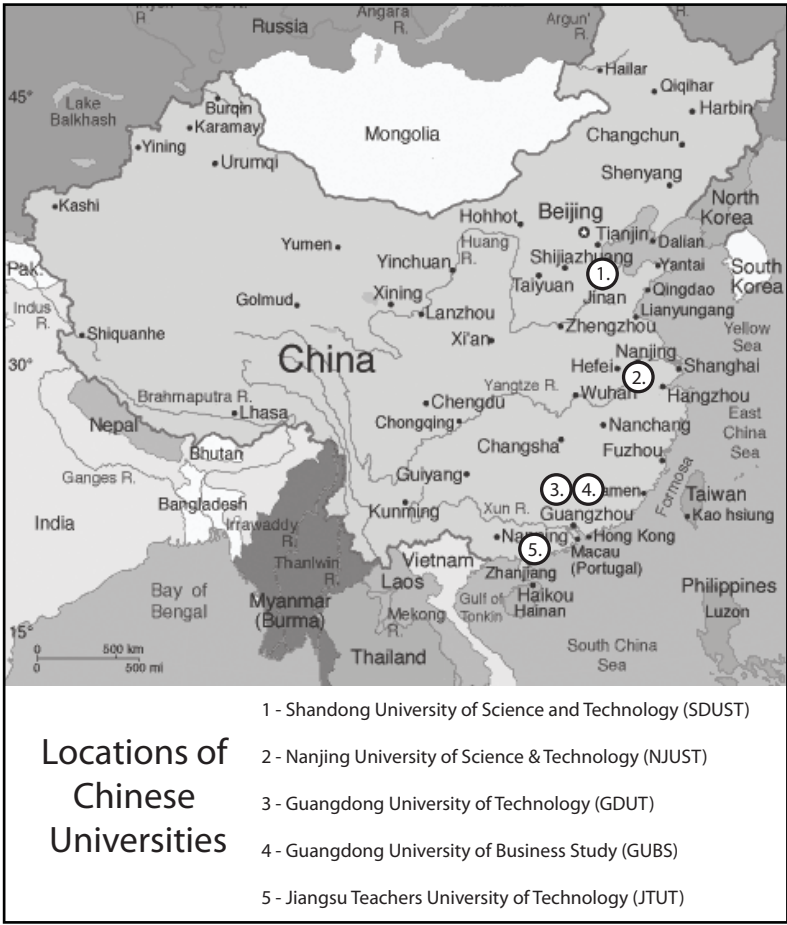 R
Russia
Angara
R.
Argun'
R.
R.
45°
Lake
Balkhash
Burqin
Karamay
Yining
Urumqi
Mongolia
Hailar
Qiqihar
Harbin
Changchun
Shenyang
Kashi
Hohhot
Beijing
North
Korea
Yumen
Huang
R.
Tianjin
Dalian
Yinchuan
Shijiazhuang
Yantai
South
Korea
Pak.
Taiyuan
1.
Golmud
Xining
Jinan
Qingdao
Indus
R.
Lanzhou
Lianyungang
Shiquanhe
Xi'an
Zhengzhou
Yellow
Sea
China
Nanjing
30°
Hefei
2.
Shanghai
Yangtze R.
Wuhan
Hangzhou
Brahmaputra R.
Lhasa
Chengdu
Chongqing
Nanchang
East
China
Sea
Nepal
Changsha
Fuzhou
Bhutan
Ganges R.
Guiyang
3.
4.
amen
Formosa
Taiwan
Bangladesh
Kunming
Xun R.
Guangzhou
Kao hsiung
India
Irrawaddy
R.
Nanning
5.
Hong Kong
Macau
(Portugal)
Vietnam
Thanlwin
R.
Laos
Zhanjiang
Bay of
Bengal
Myanmar
(Burma)
Mekong
R.
Gulf of
Tonkin
Haikou
Hainan
Philippines
Luzon
15°
0 500 km
0 500 mi
Thailand
South China
Sea
Locations of
Chinese
Universities
1 - Shandong University of Science and Technology (SDUST)
2 - Nanjing University of Science & Technology (NJUST)
3 - Guangdong University of Technology (GDUT)
4 - Guangdong University of Business Study (GUBS)
5 - Jiangsu Teachers University of Technology (JTUT)